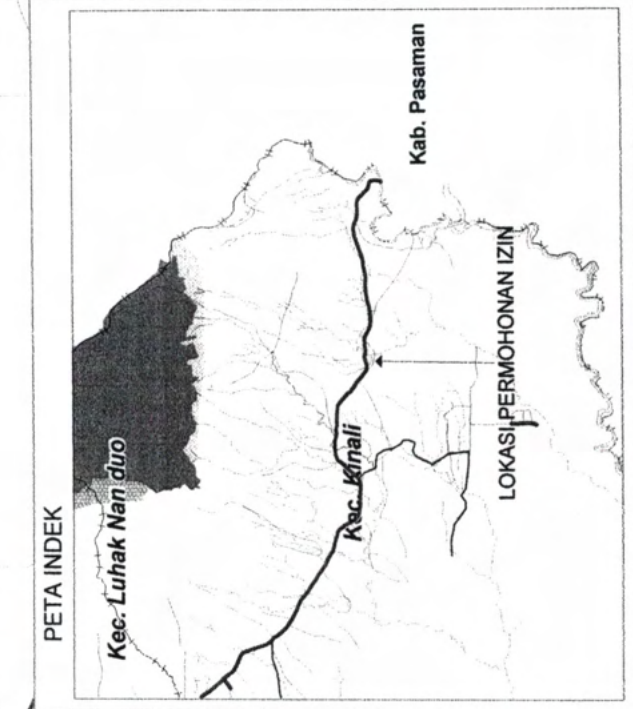 PETA INDEK
Kec. Luhak Nan duo
Kec. Kinali
Kab. Pasaman
LOKASI PERMOHONAN IZIN